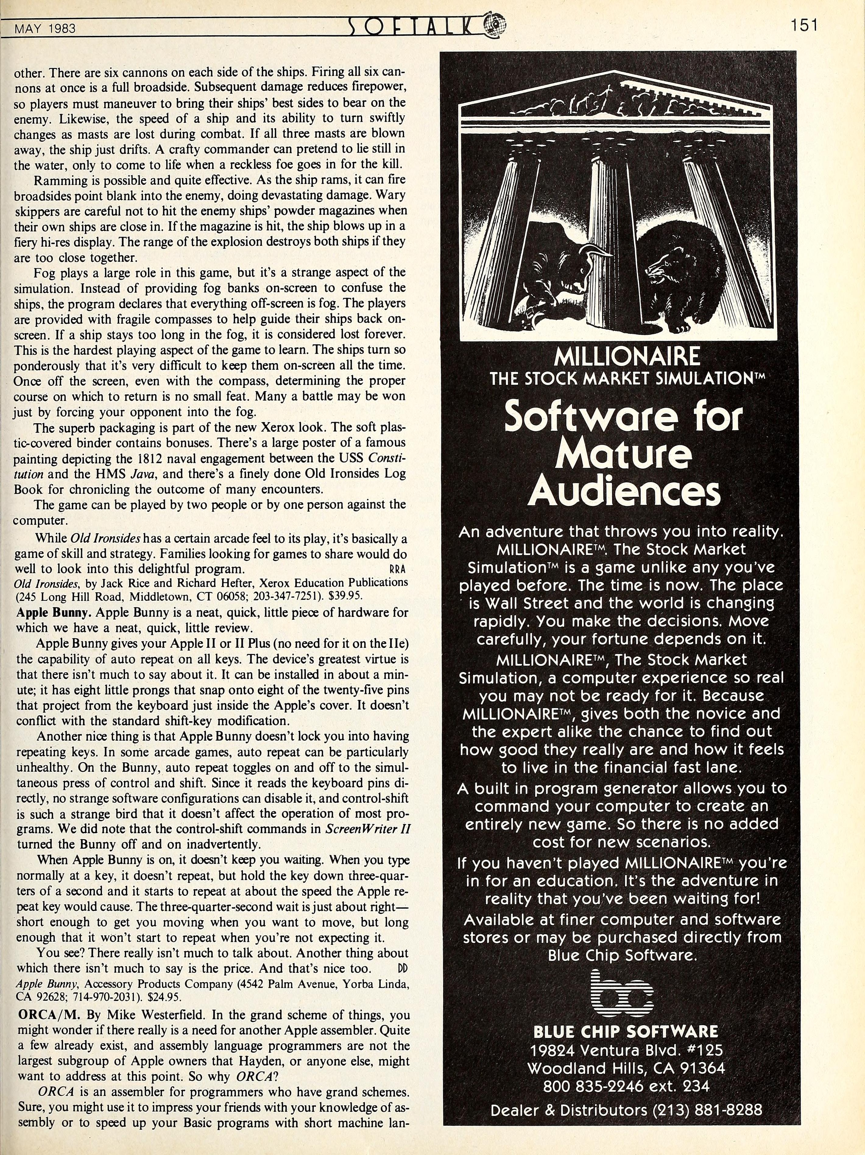 MAY 1983
SOFTALK
151
other. There are six cannons on each side of the ships. Firing all six can-
nons at once is a full broadside. Subsequent damage reduces firepower,
so players must maneuver to bring their ships' best sides to bear on the
enemy. Likewise, the speed of a ship and its ability to turn swiftly
changes as masts are lost during combat. If all three masts are blown
away, the ship just drifts. A crafty commander can pretend to lie still in
the water, only to come to life when a reckless foe goes in for the kill.
Ramming is possible and quite effective. As the ship rams, it can fire
broadsides point blank into the enemy, doing devastating damage. Wary
skippers are careful not to hit the enemy ships' powder magazines when
their own ships are close in. If the magazine is hit, the ship blows up in a
fiery hi-res display. The range of the explosion destroys both ships if they
are too close together.
Fog plays a large role in this game, but it's a strange aspect of the
simulation. Instead of providing fog banks on-screen to confuse the
ships, the program declares that everything off-screen is fog. The players
are provided with fragile compasses to help guide their ships back on-
screen. If a ship stays too long in the fog, it is considered lost forever.
This is the hardest playing aspect of the game to learn. The ships turn so
ponderously that it's very difficult to keep them on-screen all the time.
Once off the screen, even with the compass, determining the proper
course on which to return is no small feat. Many a battle may be won
just by forcing your opponent into the fog.
The superb packaging is part of the new Xerox look. The soft plas-
tic-covered binder contains bonuses. There's a large poster of a famous
painting depicting the 1812 naval engagement between the USS Consti-
tution and the HMS Java, and there's a finely done Old Ironsides Log
Book for chronicling the outcome of many encounters.
The game can be played by two people or by one person against the
computer.
While Old Ironsides has a certain arcade feel to its play, it's basically a
game of skill and strategy. Families looking for games to share would do
well to look into this delightful program. RRA
Old Ironsides, by Jack Rice and Richard Hefter, Xerox Education Publications
(245 Long Hill Road, Middletown, CT 06058; 203-347-7251). $39.95.
Apple Bunny. Apple Bunny is a neat, quick, little piece of hardware for
which we have a neat, quick, little review.
Apple Bunny gives your Apple II or II Plus (no need for it on the IIe)
the capability of auto repeat on all keys. The device's greatest virtue is
that there isn't much to say about it. It can be installed in about a min-
ute; it has eight little prongs that snap onto eight of the twenty-five pins
that project from the keyboard just inside the Apple's cover. It doesn't
conflict with the standard shift-key modification.
Another nice thing is that Apple Bunny doesn't lock you into having
repeating keys. In some arcade games, auto repeat can be particularly
unhealthy. On the Bunny, auto repeat toggles on and off to the simul-
taneous press of control and shift. Since it reads the keyboard pins di-
rectly, no strange software configurations can disable it, and control-shift
is such a strange bird that it doesn't affect the operation of most pro-
grams. We did note that the control-shift commands in ScreenWriter II
turned the Bunny off and on inadvertently.
When Apple Bunny is on, it doesn't keep you waiting. When you type
normally at a key, it doesn't repeat, but hold the key down three-quar-
ters of a second and it starts to repeat at about the speed the Apple re-
peat key would cause. The three-quarter-second wait is just about right—
short enough to get you moving when you want to move, but long
enough that it won't start to repeat when you're not expecting it.
You see? There really isn't much to talk about. Another thing about
which there isn't much to say is the price. And that's nice too. DD
Apple Bunny, Accessory Products Company (4542 Palm Avenue, Yorba Linda,
CA 92628; 714-970-2031). $24.95.
ORCA/M. By Mike Westerfield. In the grand scheme of things, you
might wonder if there really is a need for another Apple assembler. Quite
a few already exist, and assembly language programmers are not the
largest subgroup of Apple owners that Hayden, or anyone else, might
want to address at this point. So why ORCA?
ORCA is an assembler for programmers who have grand schemes.
Sure, you might use it to impress your friends with your knowledge of as-
sembly or to speed up your Basic programs with short machine lan-
MILLIONAIRE
THE STOCK MARKET SIMULATION™
Software for
Mature
Audiences
An adventure that throws you into reality.
MILLIONAIRE™, The Stock Market
Simulation™ is a game unlike any you've
played before. The time is now. The place
is Wall Street and the world is changing
rapidly. You make the decisions. Move
carefully, your fortune depends on it.
MILLIONAIRE™, The Stock Market
Simulation, a computer experience so real
you may not be ready for it. Because
MILLIONAIRE™, gives both the novice and
the expert alike the chance to find out
how good they really are and how it feels
to live in the financial fast lane.
A built in program generator allows you to
command your computer to create an
entirely new game. So there is no added
cost for new scenarios.
If you haven't played MILLIONAIRE™ you're
in for an education. It's the adventure in
reality that you've been waiting for!
Available at finer computer and software
stores or may be purchased directly from
Blue Chip Software.
bc
BLUE CHIP SOFTWARE
19824 Ventura Blvd. #125
Woodland Hills, CA 91364
800 835-2246 ext. 234
Dealer & Distributors (213) 881-8288